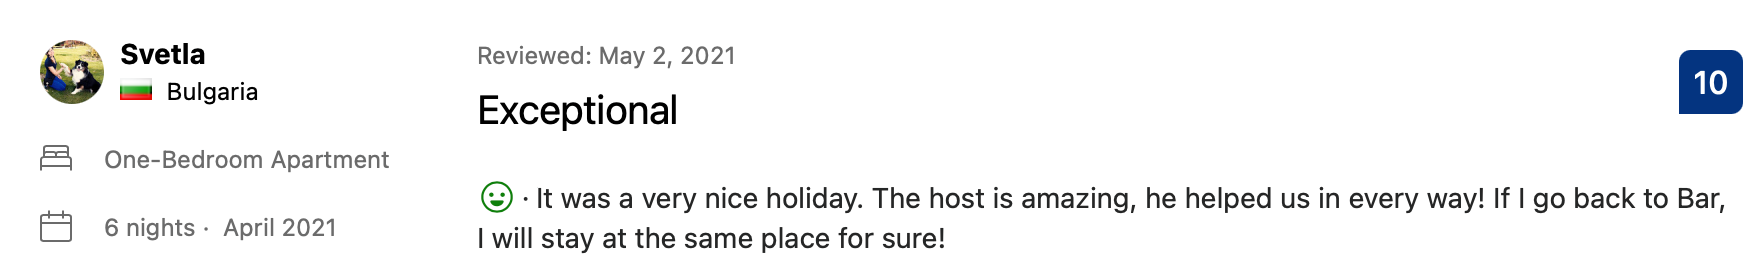 Svetla
Bulgaria
One-Bedroom Apartment
6 nights · April 2021
Reviewed: May 2, 2021
Exceptional
10
· It was a very nice holiday. The host is amazing, he helped us in every way! If I go back to Bar,
I will stay at the same place for sure!